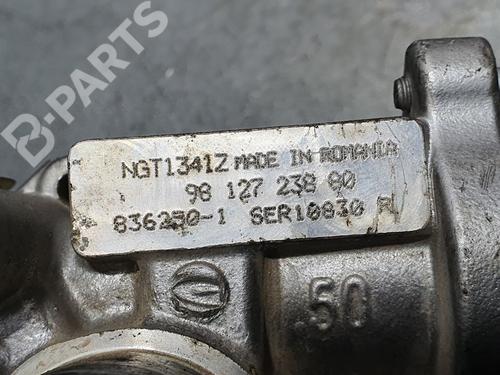 B-PARTS
NGT1341Z MADE IN ROMANIA
98 127 238 80
836250-1 SER10830 R
.50